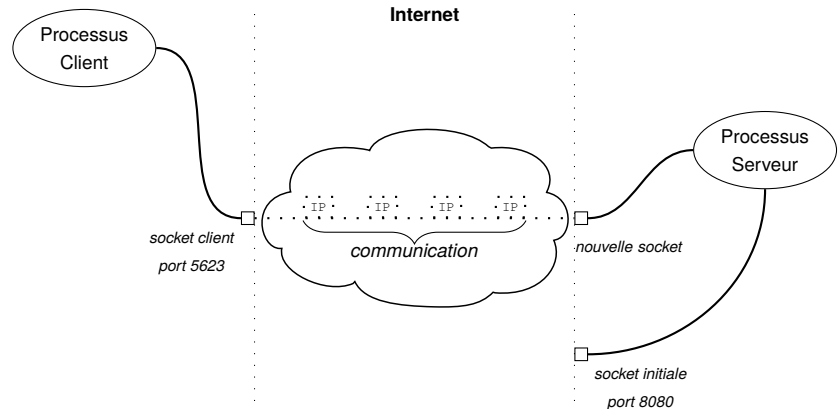 Internet
Processus
Client
Processus
Serveur
IP IP IP IP
socket client
port 5623
communication
nouvelle socket
socket initiale
port 8080